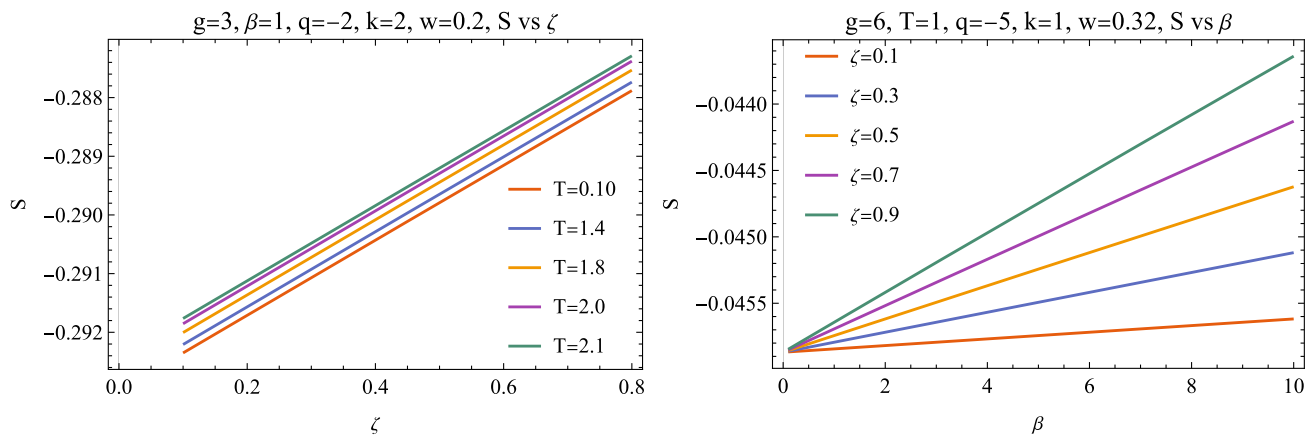 g=3, β=1, q=−2, k=2, w=0.2, S vs ζ
−0.288
−0.289
−0.290
−0.291
−0.292
S
T=0.10
T=1.4
T=1.8
T=2.0
T=2.1
0.0 0.2 0.4 0.6 0.8
ζ
g=6, T=1, q=−5, k=1, w=0.32, S vs β
−0.0440
−0.0445
−0.0450
−0.0455
S
ζ=0.1
ζ=0.3
ζ=0.5
ζ=0.7
ζ=0.9
0 2 4 6 8 10
β